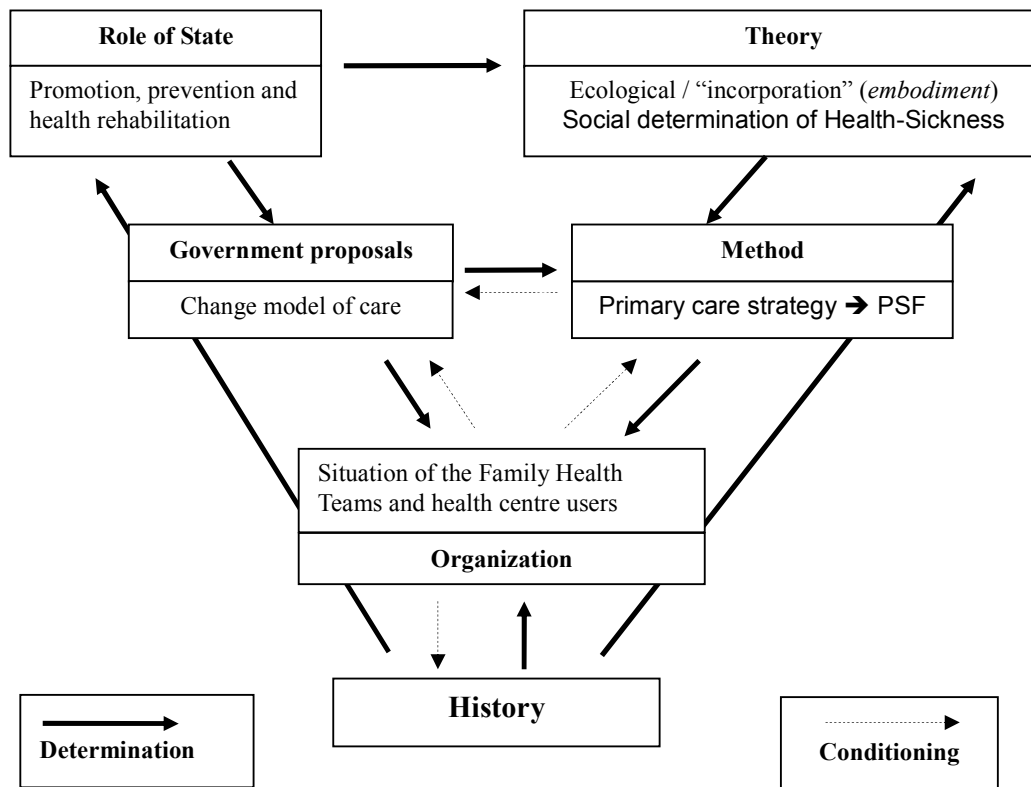 Role of State
Promotion, prevention and
health rehabilitation
Theory
Ecological / “incorporation” (embodiment)
Social determination of Health-Sickness
Government proposals
Change model of care
Method
Primary care strategy ➔ PSF
Situation of the Family Health
Teams and health centre users
Organization
History
Determination
Conditioning